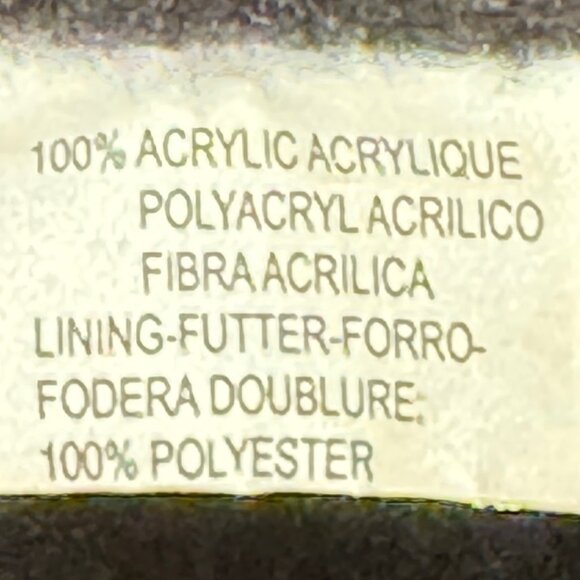 100% ACRYLIC ACRYLIQUE
POLYACRYL ACRILICO
FIBRA ACRILICA
LINING-FUTTER-FORRO-
FODERA DOUBLURE:
100% POLYESTER